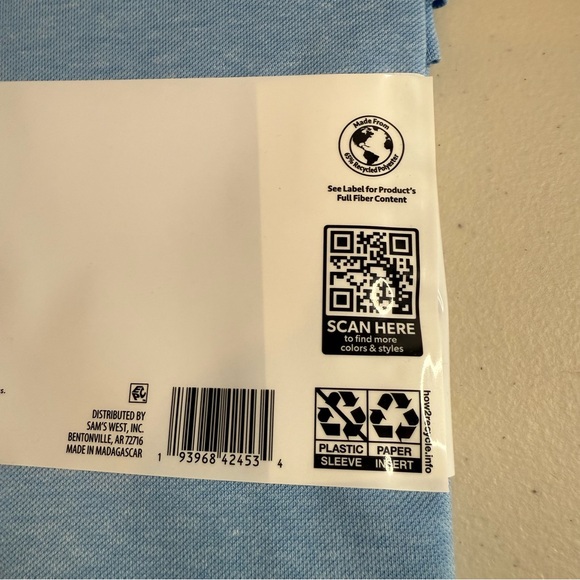 Made From
65% Recycled Polyester
See Label for Product's
Full Fiber Content
SCAN HERE
to find more
colors & styles
s.
DISTRIBUTED BY
SAM'S WEST, INC.
BENTONVILLE, AR 72716
MADE IN MADAGASCAR
1 93968 42453 4
PLASTIC
SLEEVE
PAPER
INSERT
how2recycle.info